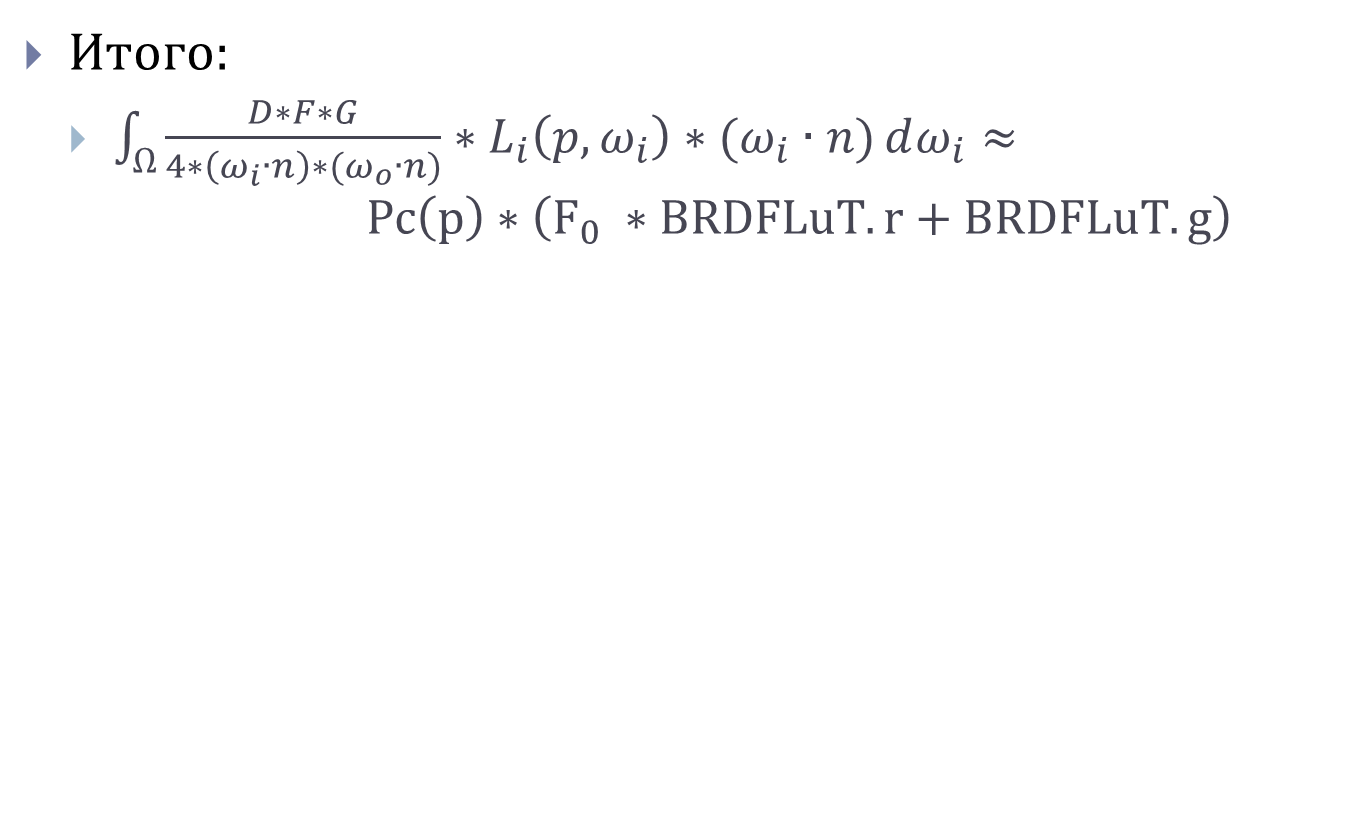 Итого:
∫_Ω (D∗F∗G)/(4∗(ω_i·n)∗(ω_o·n)) ∗ L_i(p, ω_i) ∗ (ω_i · n) dω_i ≈
Pc(p) ∗ (F_0 ∗ BRDFLuT.r + BRDFLuT.g)